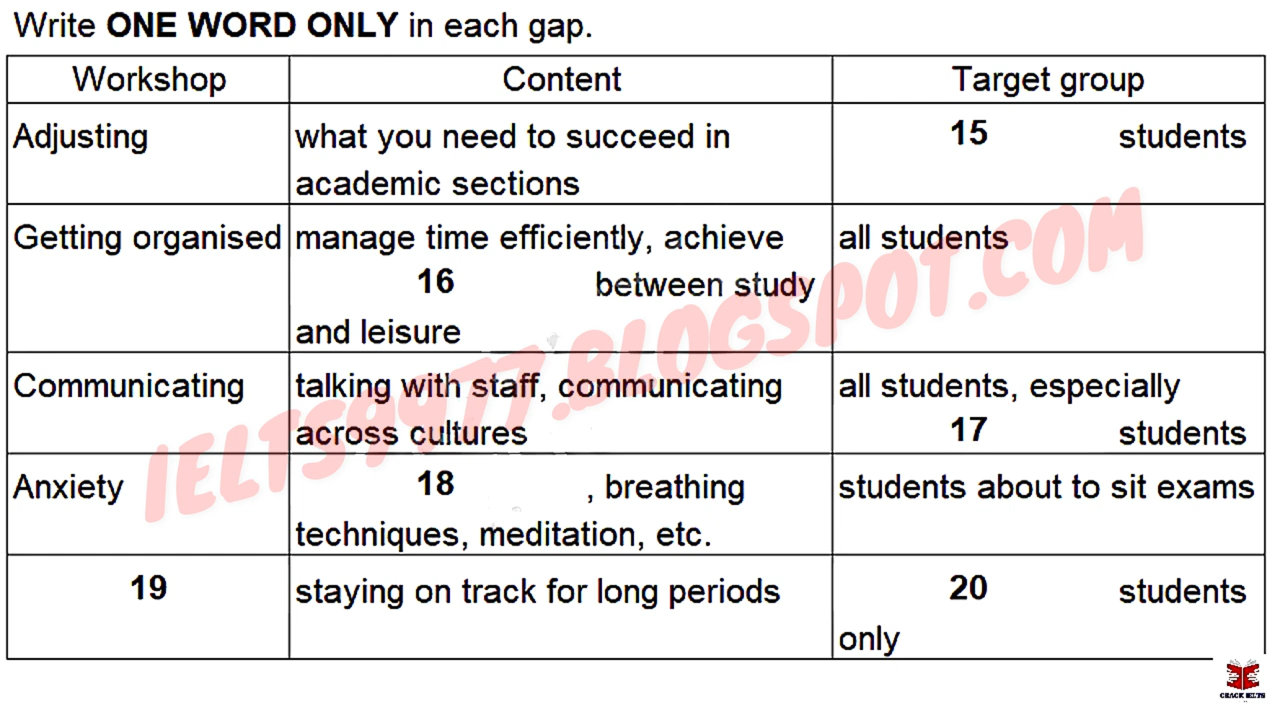 Write ONE WORD ONLY in each gap.
Workshop Content Target group
Adjusting what you need to succeed in 15 students
academic sections
Getting organised manage time efficiently, achieve all students
16 between study
and leisure
Communicating talking with staff, communicating all students, especially
across cultures 17 students
Anxiety 18 , breathing students about to sit exams
techniques, meditation, etc.
19 staying on track for long periods 20 students
only
IELTS9977.BLOGSPOT.COM
CRACK IELTS